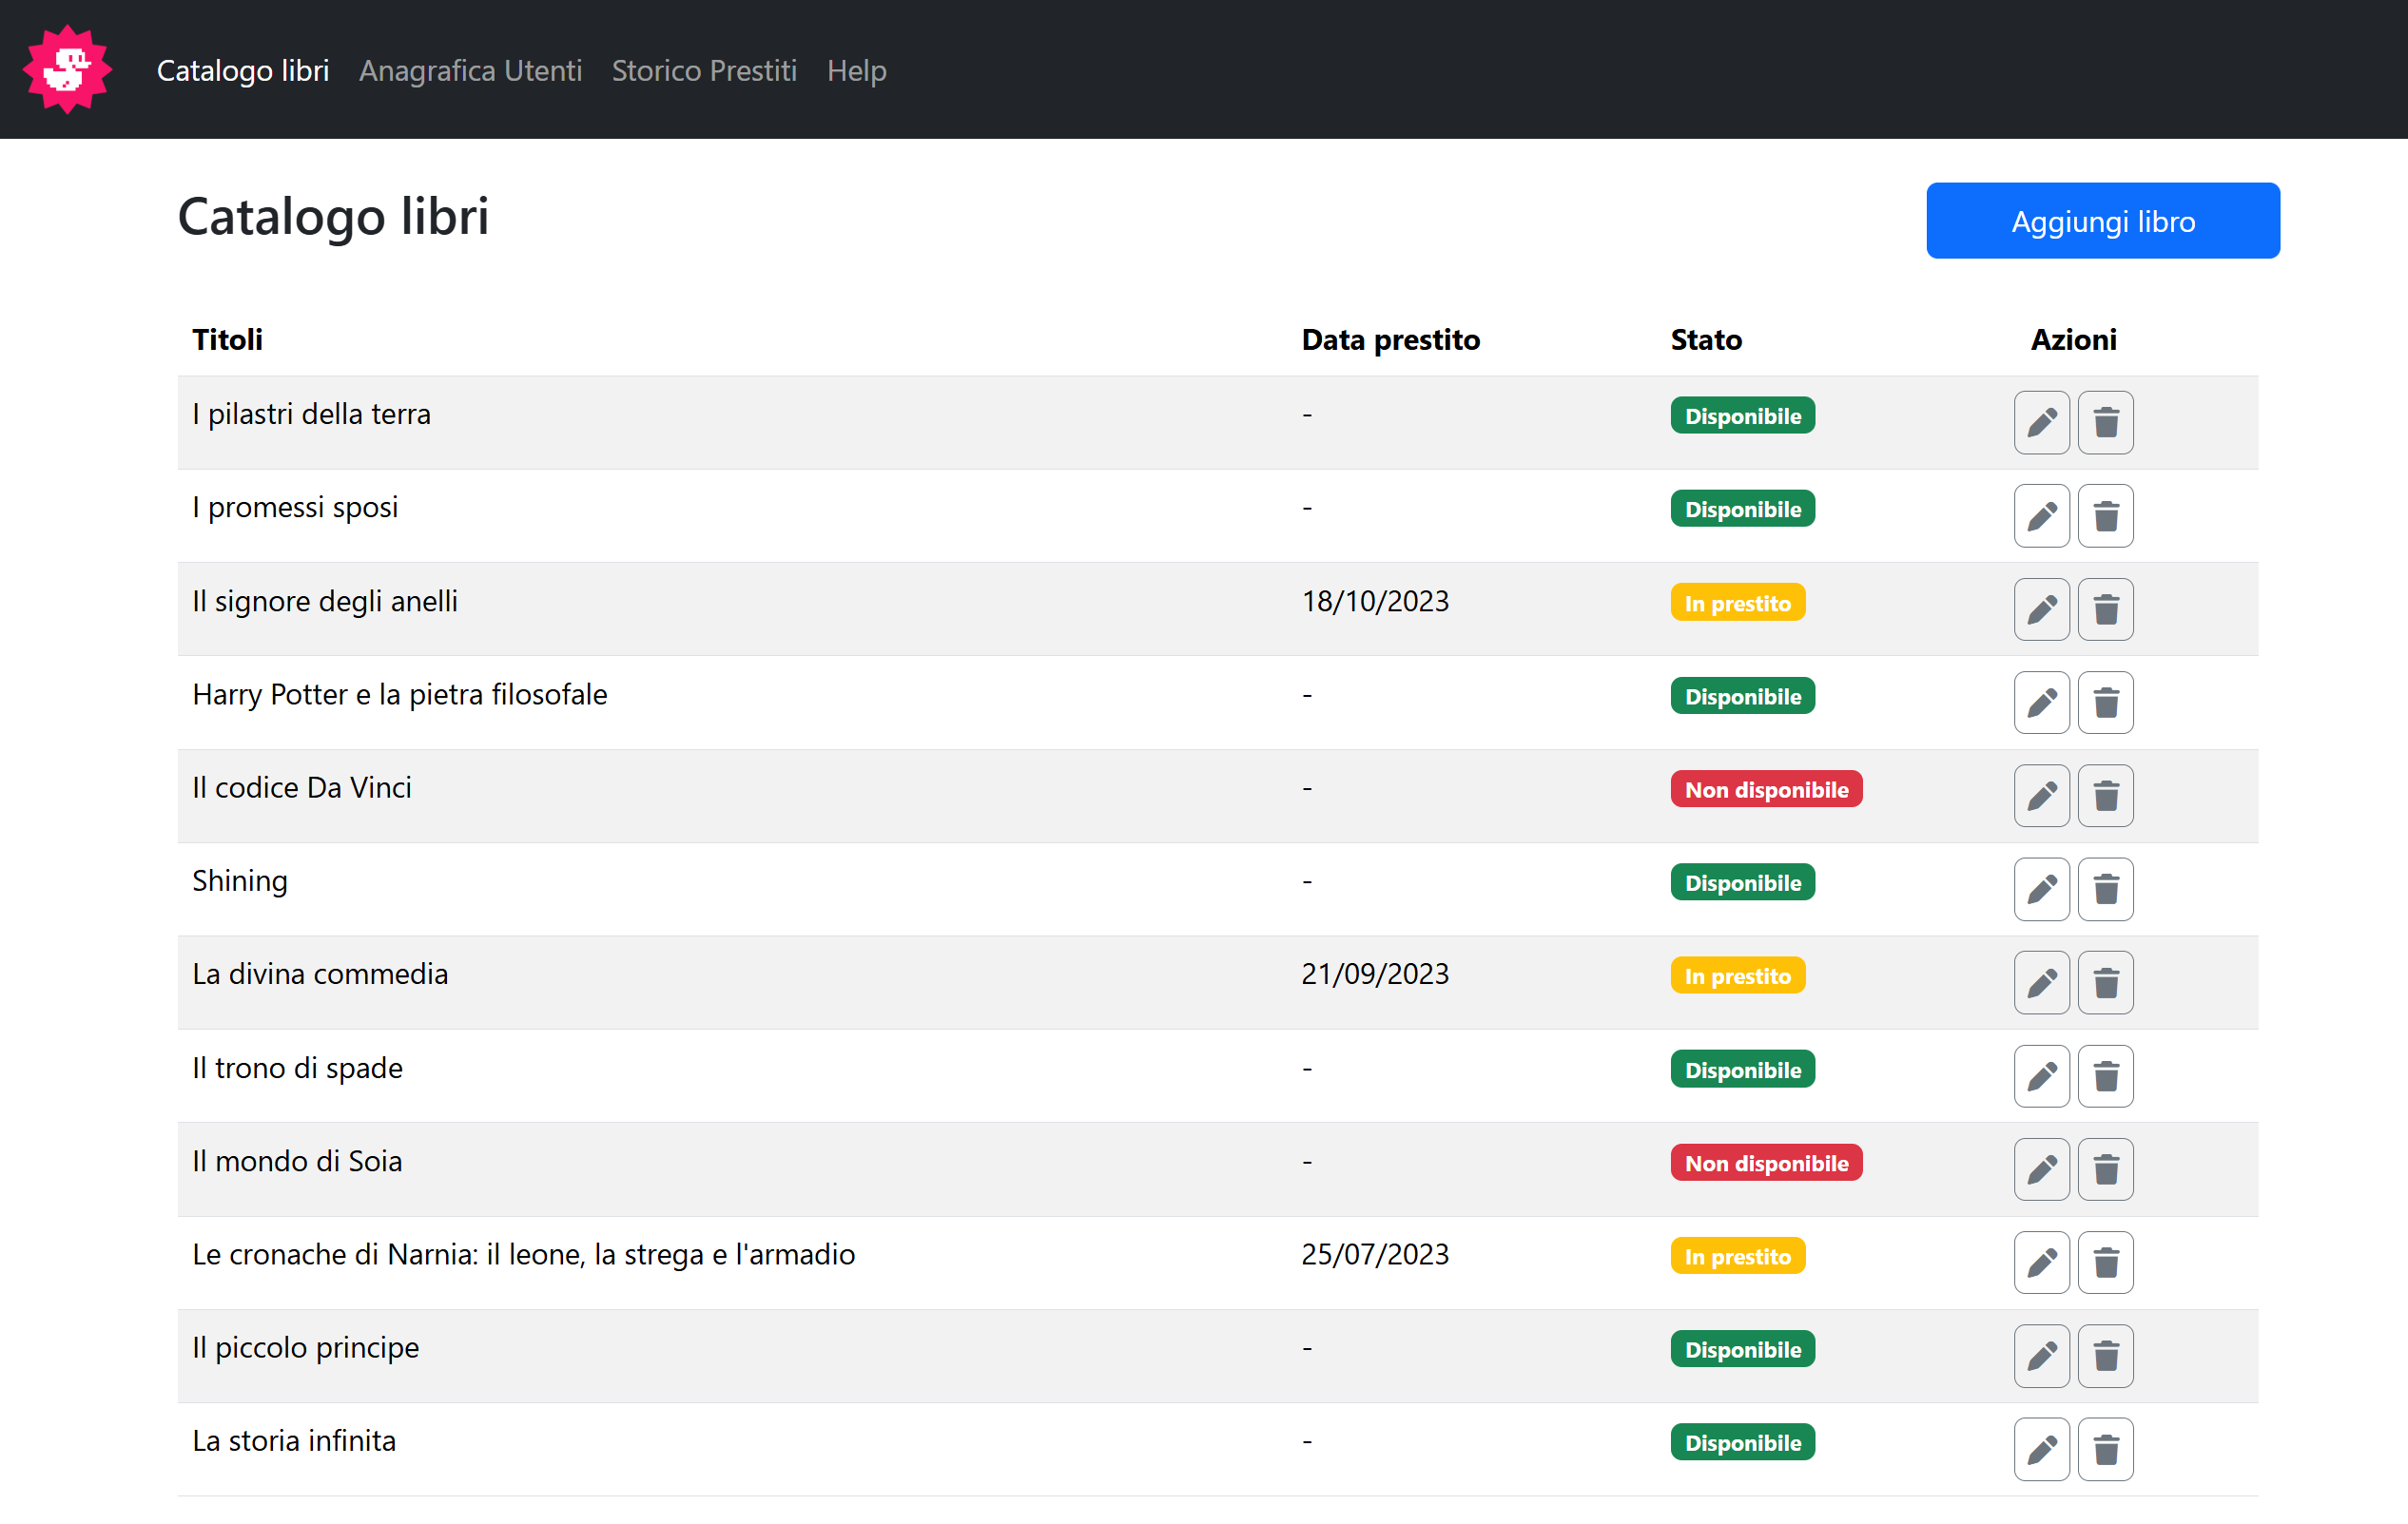 Catalogo libri Anagrafica Utenti Storico Prestiti Help
Catalogo libri Aggiungi libro
Titoli Data prestito Stato Azioni
I pilastri della terra - Disponibile
I promessi sposi - Disponibile
Il signore degli anelli 18/10/2023 In prestito
Harry Potter e la pietra filosofale - Disponibile
Il codice Da Vinci - Non disponibile
Shining - Disponibile
La divina commedia 21/09/2023 In prestito
Il trono di spade - Disponibile
Il mondo di Soia - Non disponibile
Le cronache di Narnia: il leone, la strega e l'armadio 25/07/2023 In prestito
Il piccolo principe - Disponibile
La storia infinita - Disponibile